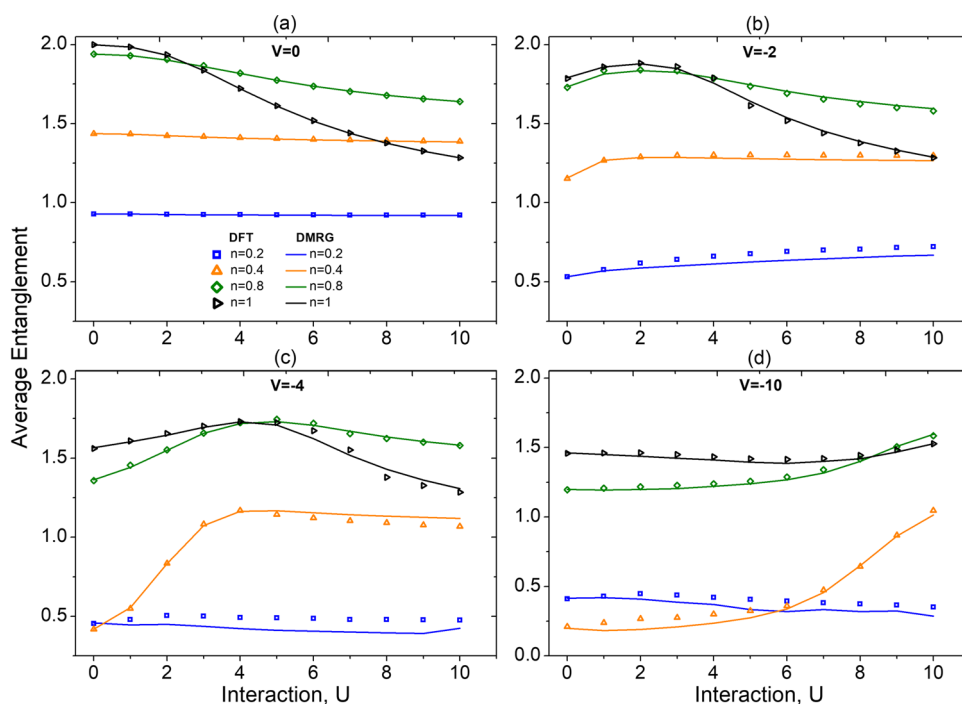 (a)
(b)
V=0
V=-2
2.0
1.5
1.0
0.5
DFT DMRG
n=0.2 n=0.2
n=0.4 n=0.4
n=0.8 n=0.8
n=1 n=1
0 2 4 6 8 10
2.0
1.5
1.0
0.5
0 2 4 6 8 10
Average Entanglement
(c)
(d)
V=-4
V=-10
2.0
1.5
1.0
0.5
0 2 4 6 8 10
Interaction, U
2.0
1.5
1.0
0.5
0.0
0 2 4 6 8 10
Interaction, U